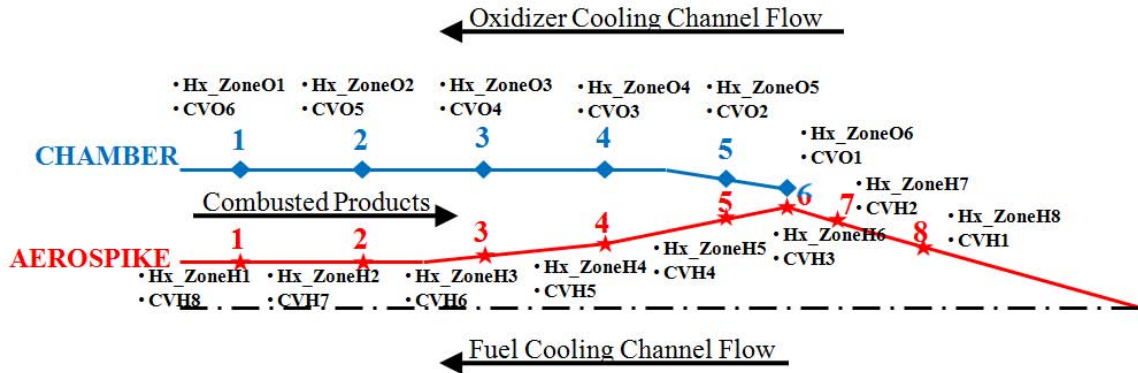 Oxidizer Cooling Channel Flow
• Hx_ZoneO1
• CVO6
• Hx_ZoneO2
• CVO5
• Hx_ZoneO3
• CVO4
• Hx_ZoneO4
• CVO3
• Hx_ZoneO5
• CVO2
• Hx_ZoneO6
• CVO1
1
2
3
4
5
6
CHAMBER
Combusted Products
• Hx_ZoneH7
• CVH2
• Hx_ZoneH8
• CVH1
1
2
3
4
5
6
7
8
AEROSPIKE
• Hx_ZoneH1
• CVH8
• Hx_ZoneH2
• CVH7
• Hx_ZoneH3
• CVH6
• Hx_ZoneH4
• CVH5
• Hx_ZoneH5
• CVH4
• Hx_ZoneH6
• CVH3
Fuel Cooling Channel Flow